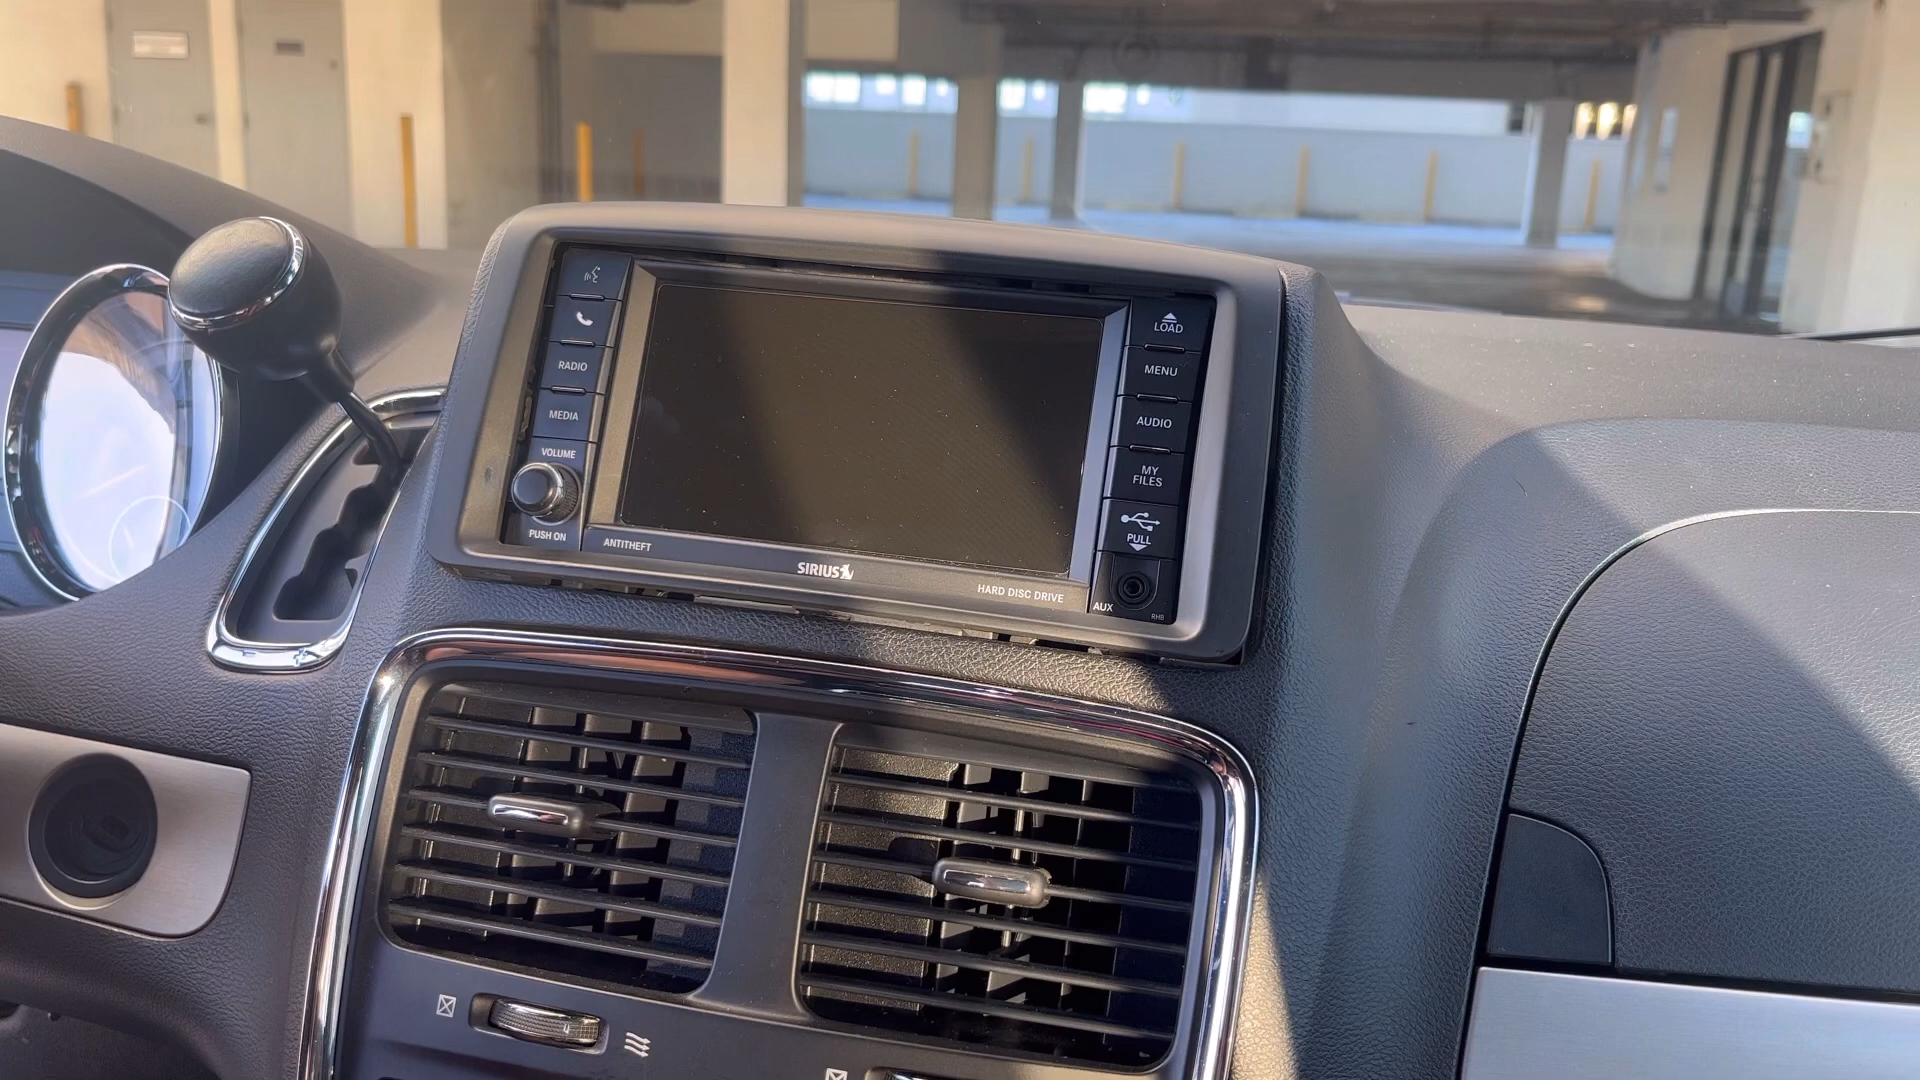 RADIO
MEDIA
VOLUME
PUSH ON
ANTITHEFT
SIRIUS
HARD DISC DRIVE
LOAD
MENU
AUDIO
MY
FILES
PULL
AUX
RHB